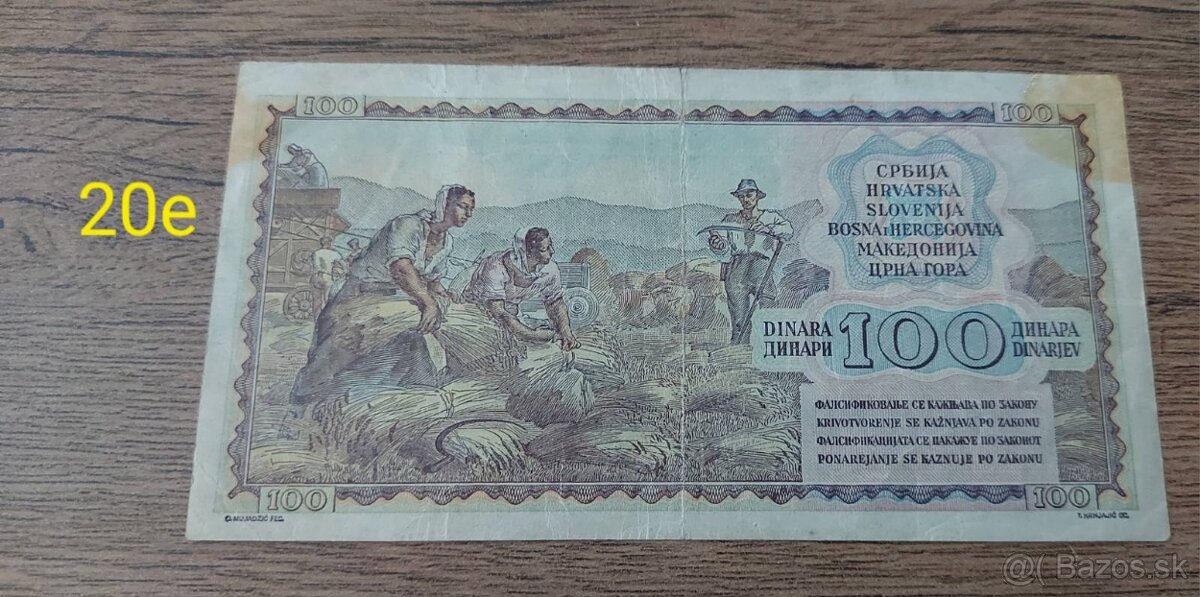 100
100
20e
СРБИЈА
HRVATSKA
SLOVENIJA
BOSNA i HERCEGOVINA
МАКЕДОНИЈА
ЦРНА ГОРА
DINARA 100 ДИНАРА
ДИНАРИ DINARJEV
ФАЛСИФИКОВАЊЕ СЕ КАЖЊАВА ПО ЗАКОНУ
KRIVOTVORENJE SE KAŽNJAVA PO ZAKONU
ФАЛСИФИКАЦИЈАТА СЕ НАКАЖУЕ ПО ЗАКОНОТ
PONAREJANJE SE KAZNUJE PO ZAKONU
100
100
Bazos.sk